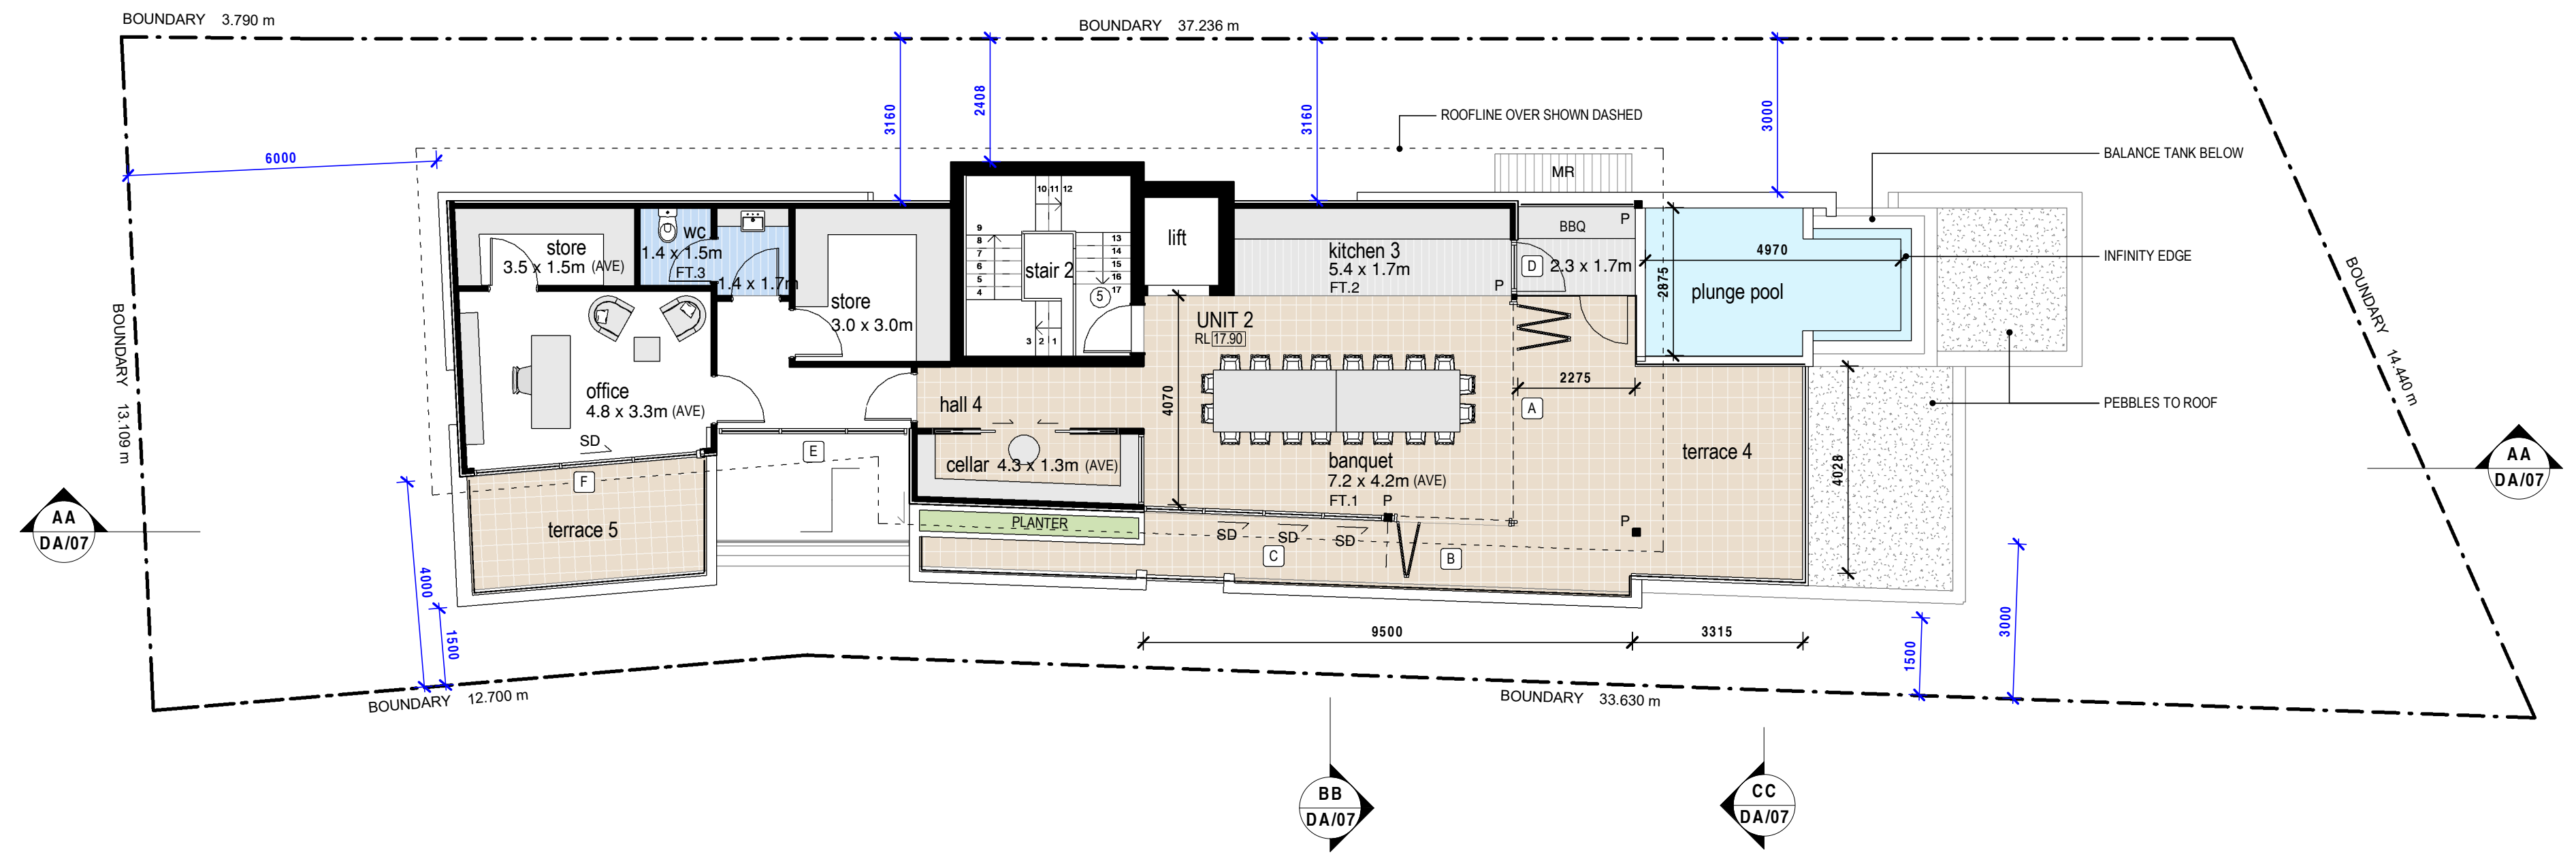 BOUNDARY 3.790 m
BOUNDARY 37.236 m
3160
2408
3160
3000
ROOFLINE OVER SHOWN DASHED
6000
BALANCE TANK BELOW
MR
10 11 12
store
3.5 x 1.5m (AVE)
WC
1.4 x 1.5m
FT.3
1.4 x 1.7m
store
3.0 x 3.0m
9
8
7
6
5
4
3 2 1
13
14
15
16
17
stair 2
5
lift
kitchen 3
5.4 x 1.7m
FT.2
P
BBQ
P
D
2.3 x 1.7m
4970
2875
plunge pool
INFINITY EDGE
BOUNDARY 13.109 m
BOUNDARY 14.440 m
UNIT 2
RL 17.90
office
4.8 x 3.3m (AVE)
SD
hall 4
4070
2275
A
PEBBLES TO ROOF
E
cellar 4.3 x 1.3m (AVE)
banquet
7.2 x 4.2m (AVE)
FT.1
P
terrace 4
4028
AA
DA/07
F
terrace 5
PLANTER
SD
SD
SD
C
B
P
AA
DA/07
4000
1500
9500
3315
1500
3000
BOUNDARY 12.700 m
BOUNDARY 33.630 m
BB
DA/07
CC
DA/07